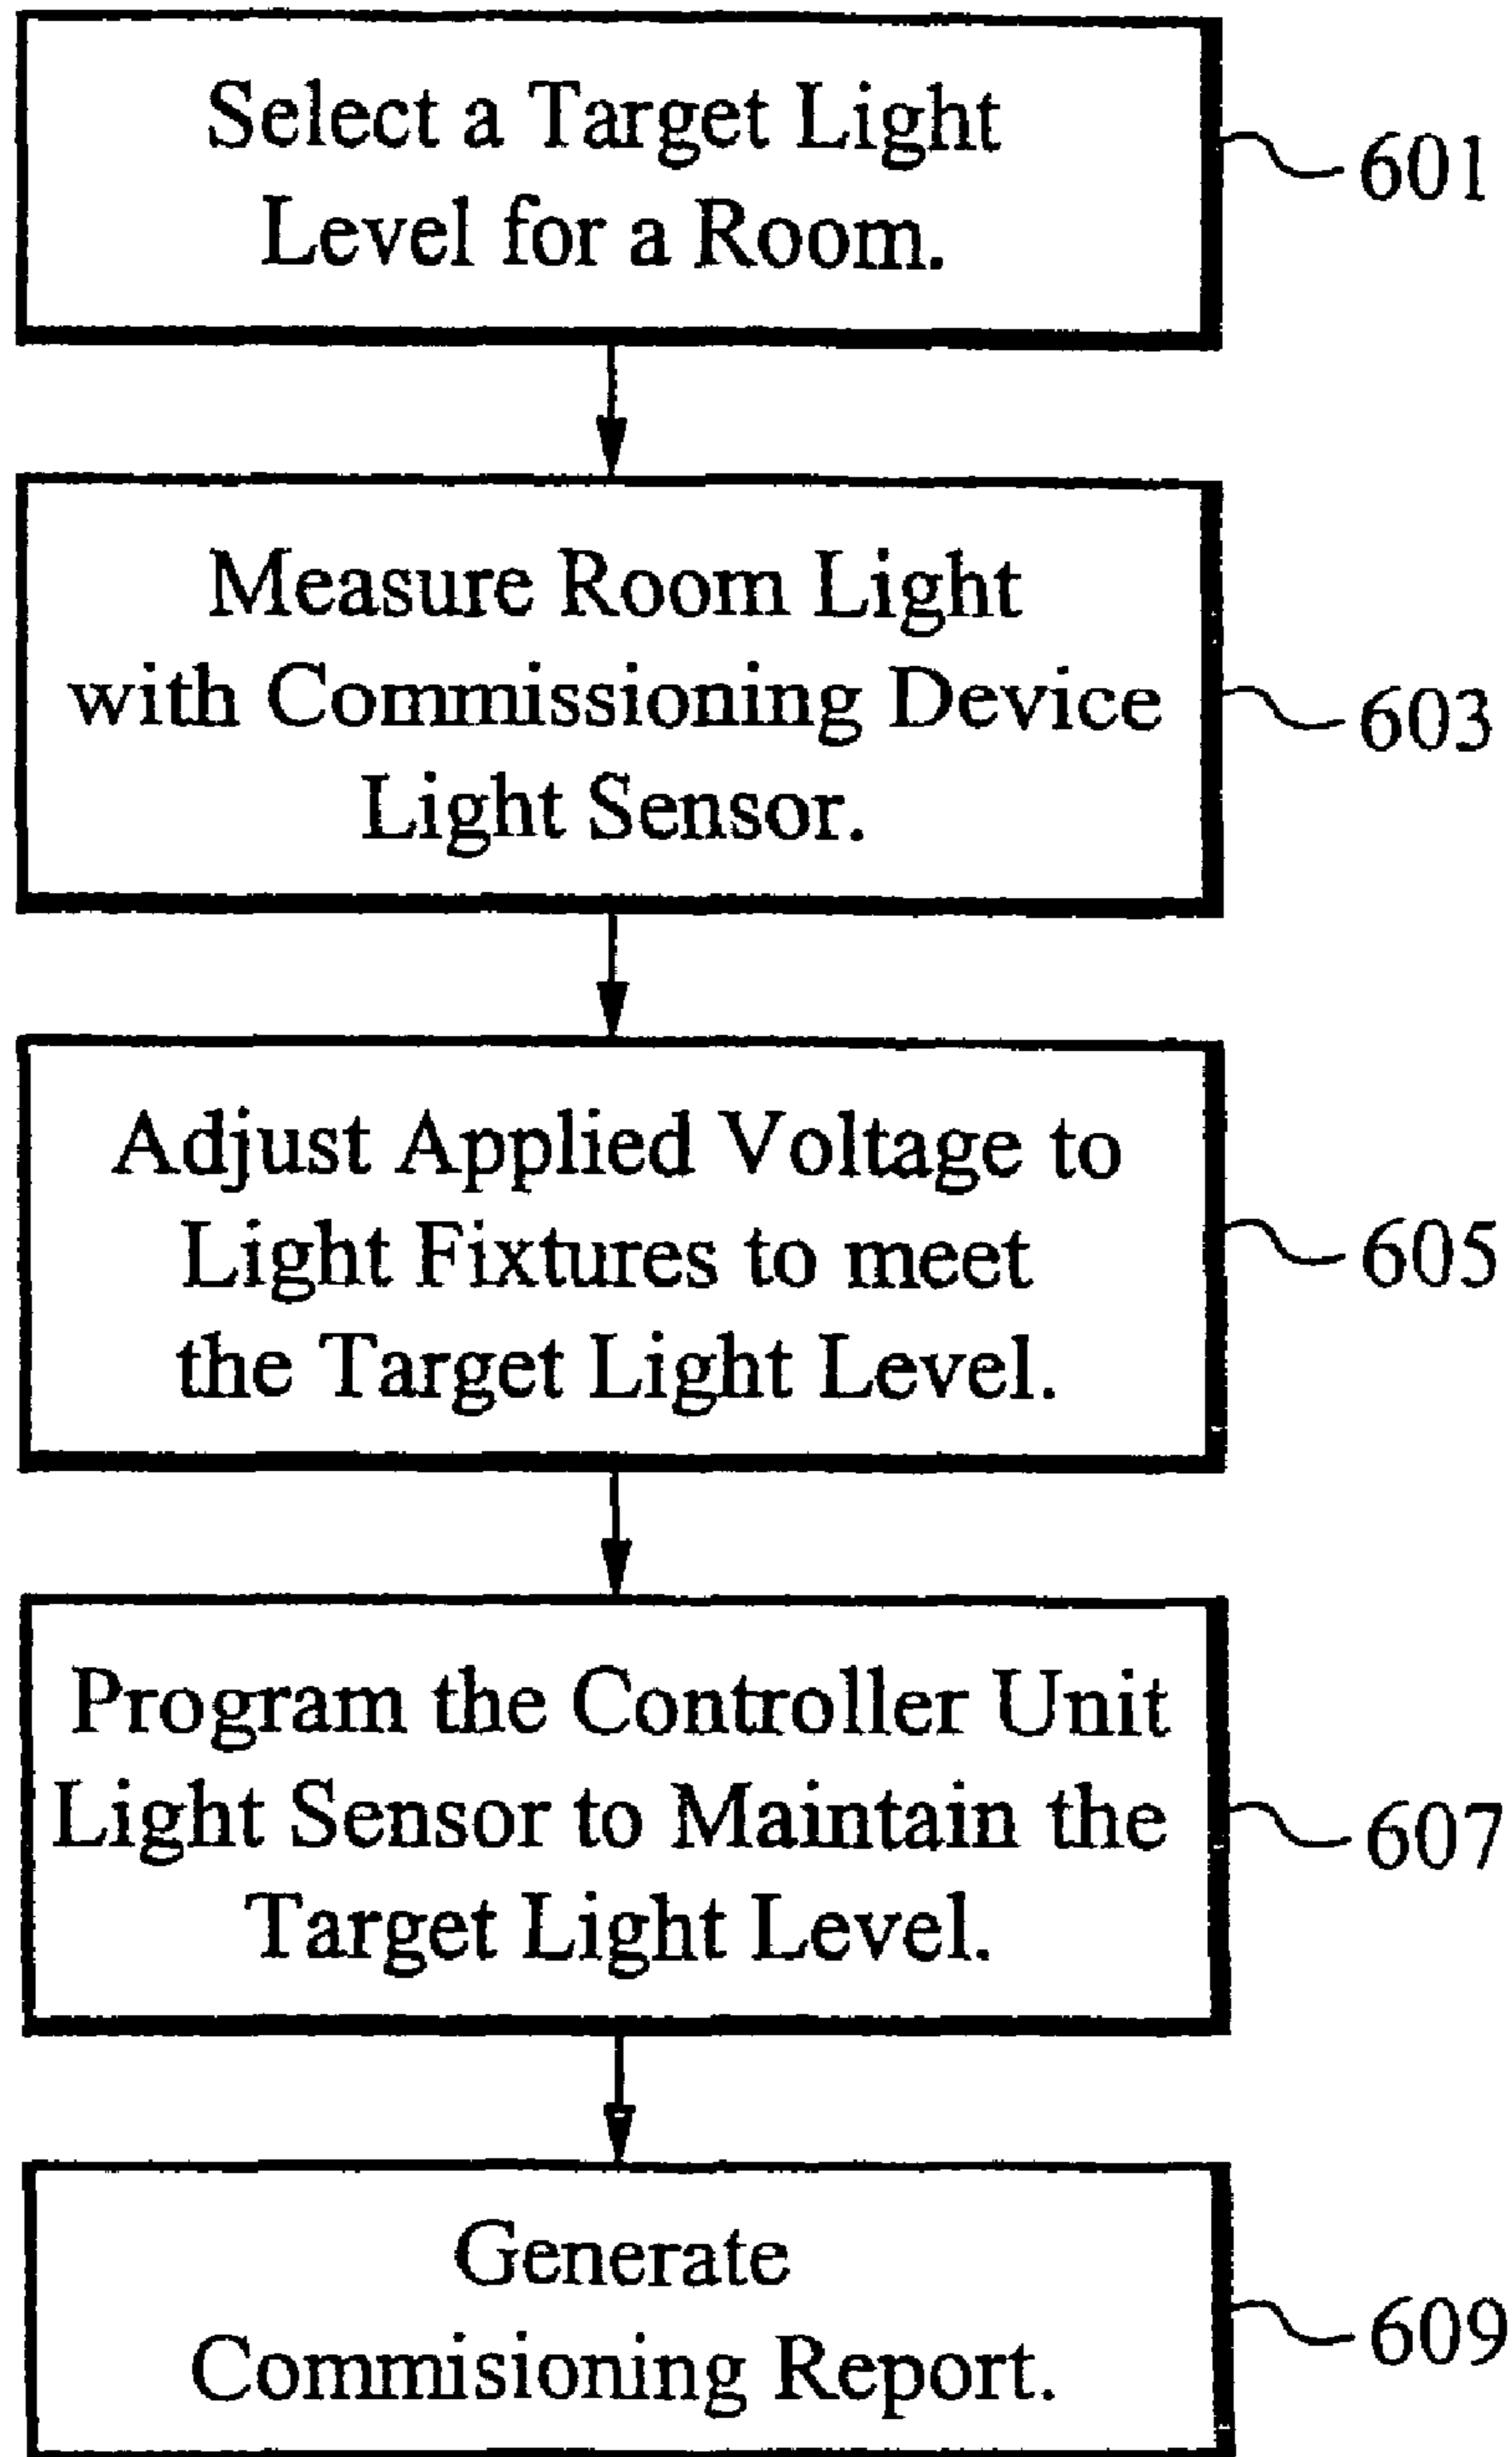 Select a Target Light
Level for a Room.
601
Measure Room Light
with Commissioning Device
Light Sensor.
603
Adjust Applied Voltage to
Light Fixtures to meet
the Target Light Level.
605
Program the Controller Unit
Light Sensor to Maintain the
Target Light Level.
607
Generate
Commisioning Report.
609